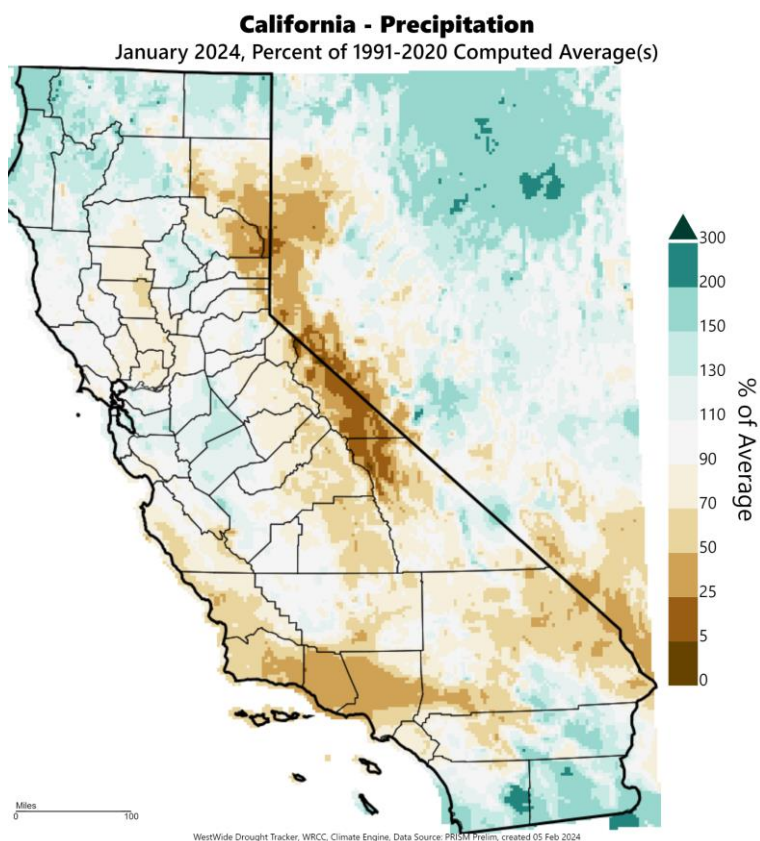 California - Precipitation
January 2024, Percent of 1991-2020 Computed Average(s)
300
200
150
130
110
90
70
50
25
5
0
% of Average
Miles
0 100
WestWide Drought Tracker, WRCC, Climate Engine, Data Source: PRISM Prelim, created 05 Feb 2024